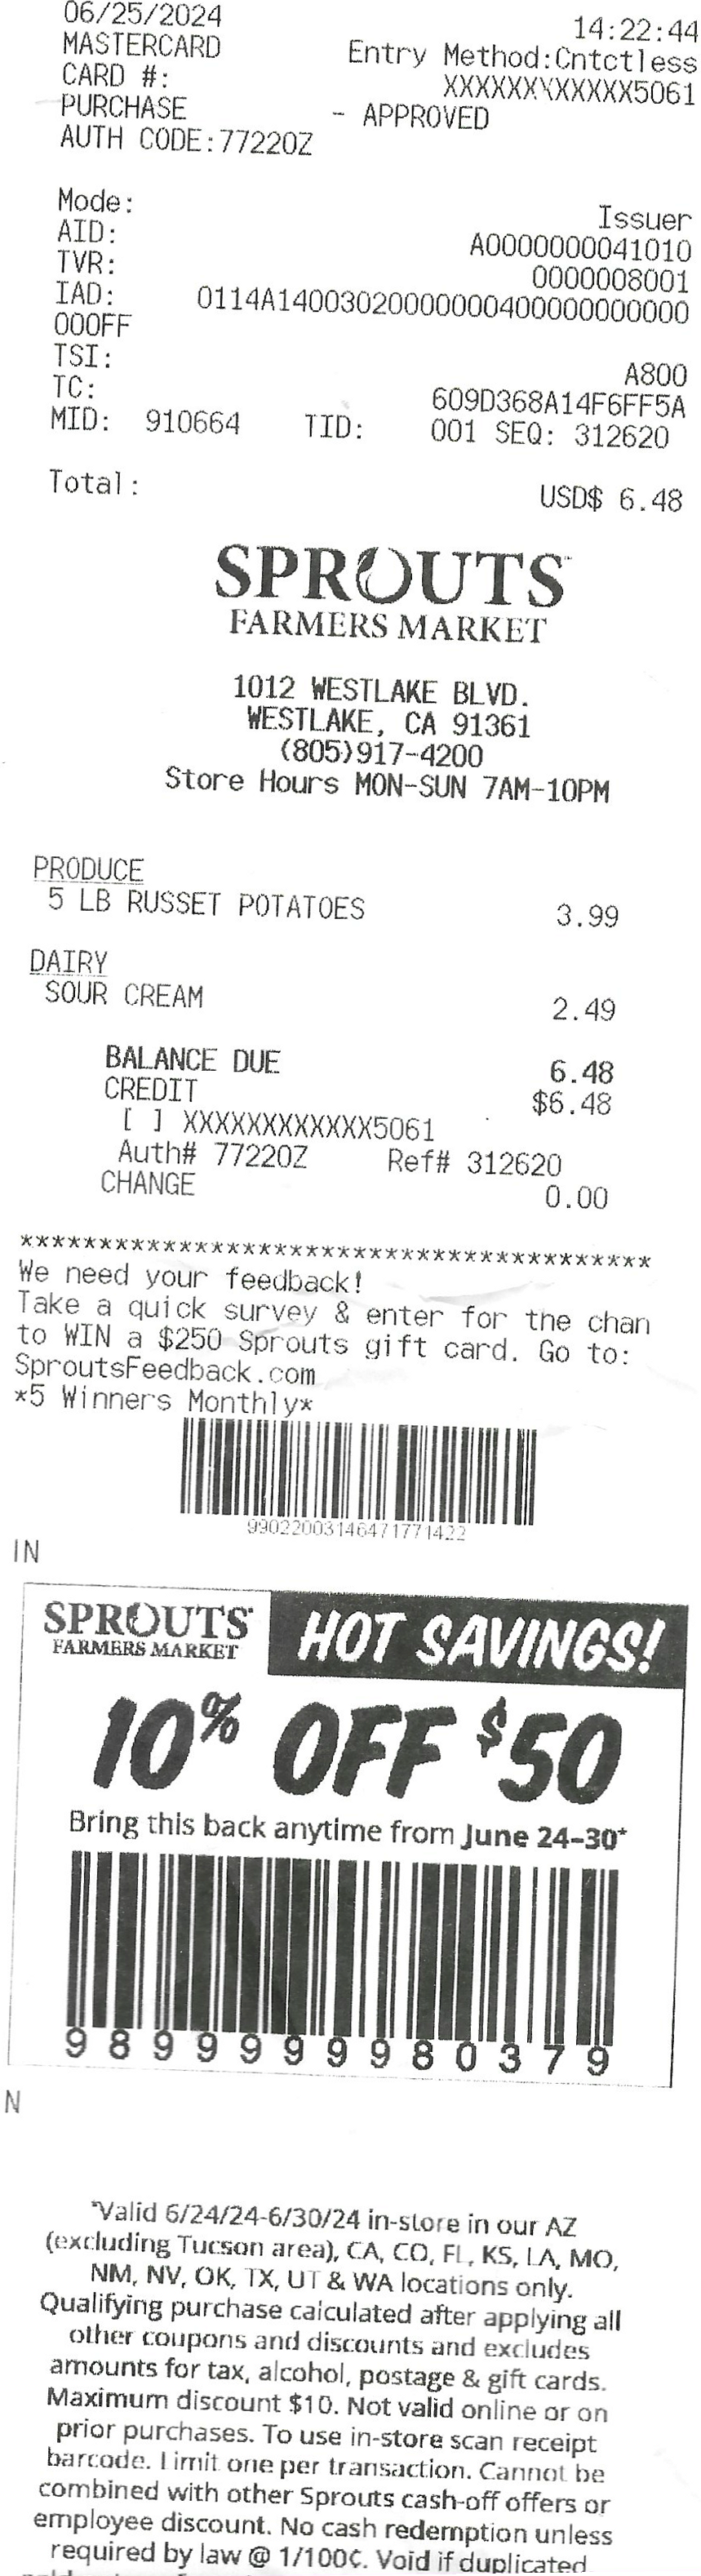 06/25/2024 14:22:44
MASTERCARD Entry Method:Cntctless
CARD #: XXXXXXXXXXXX5061
PURCHASE - APPROVED
AUTH CODE:77220Z
Mode: Issuer
AID: A0000000041010
TVR: 0000008001
IAD: 0114A14003020000000400000000000
000FF
TSI: A800
TC: 609D368A14F6FF5A
MID: 910664 TID: 001 SEQ: 312620
Total: USD$ 6.48
SPROUTS
FARMERS MARKET
1012 WESTLAKE BLVD.
WESTLAKE, CA 91361
(805)917-4200
Store Hours MON-SUN 7AM-10PM
PRODUCE
5 LB RUSSET POTATOES 3.99
DAIRY
SOUR CREAM 2.49
BALANCE DUE 6.48
CREDIT $6.48
[ ] XXXXXXXXXXXX5061
Auth# 77220Z Ref# 312620
CHANGE 0.00
****************************************
We need your feedback!
Take a quick survey & enter for the chan
to WIN a $250 Sprouts gift card. Go to:
SproutsFeedback.com
*5 Winners Monthly*
990220031464717714​22
IN
SPROUTS
FARMERS MARKET
HOT SAVINGS!
10% OFF $50
Bring this back anytime from June 24-30*
9899999980379
N
*Valid 6/24/24-6/30/24 in-store in our AZ
(excluding Tucson area), CA, CO, FL, KS, LA, MO,
NM, NV, OK, TX, UT & WA locations only.
Qualifying purchase calculated after applying all
other coupons and discounts and excludes
amounts for tax, alcohol, postage & gift cards.
Maximum discount $10. Not valid online or on
prior purchases. To use in-store scan receipt
barcode. Limit one per transaction. Cannot be
combined with other Sprouts cash-off offers or
employee discount. No cash redemption unless
required by law @ 1/100¢. Void if duplicated